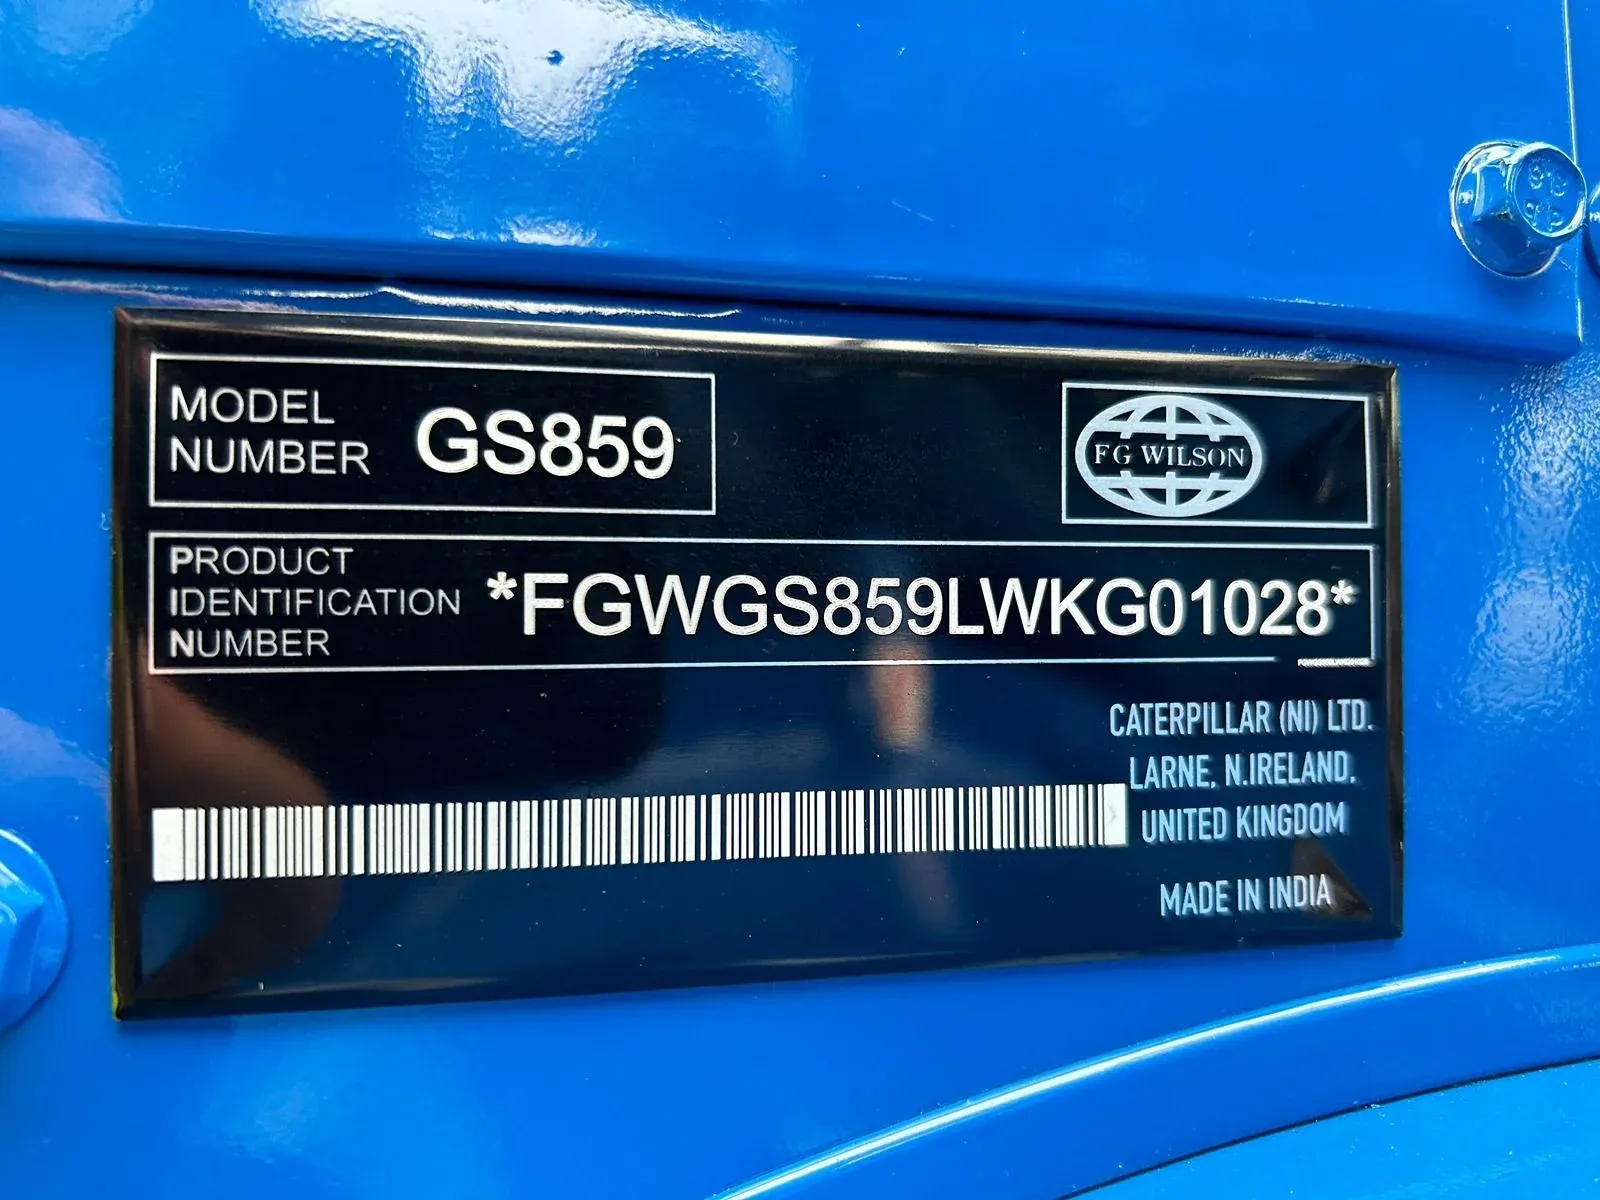 MODEL
NUMBER
GS859
FG WILSON
PRODUCT
IDENTIFICATION
NUMBER
*FGWGS859LWKG01028*
FGWGS859LWKG01028
CATERPILLAR (NI) LTD.
LARNE, N.IRELAND.
UNITED KINGDOM
MADE IN INDIA